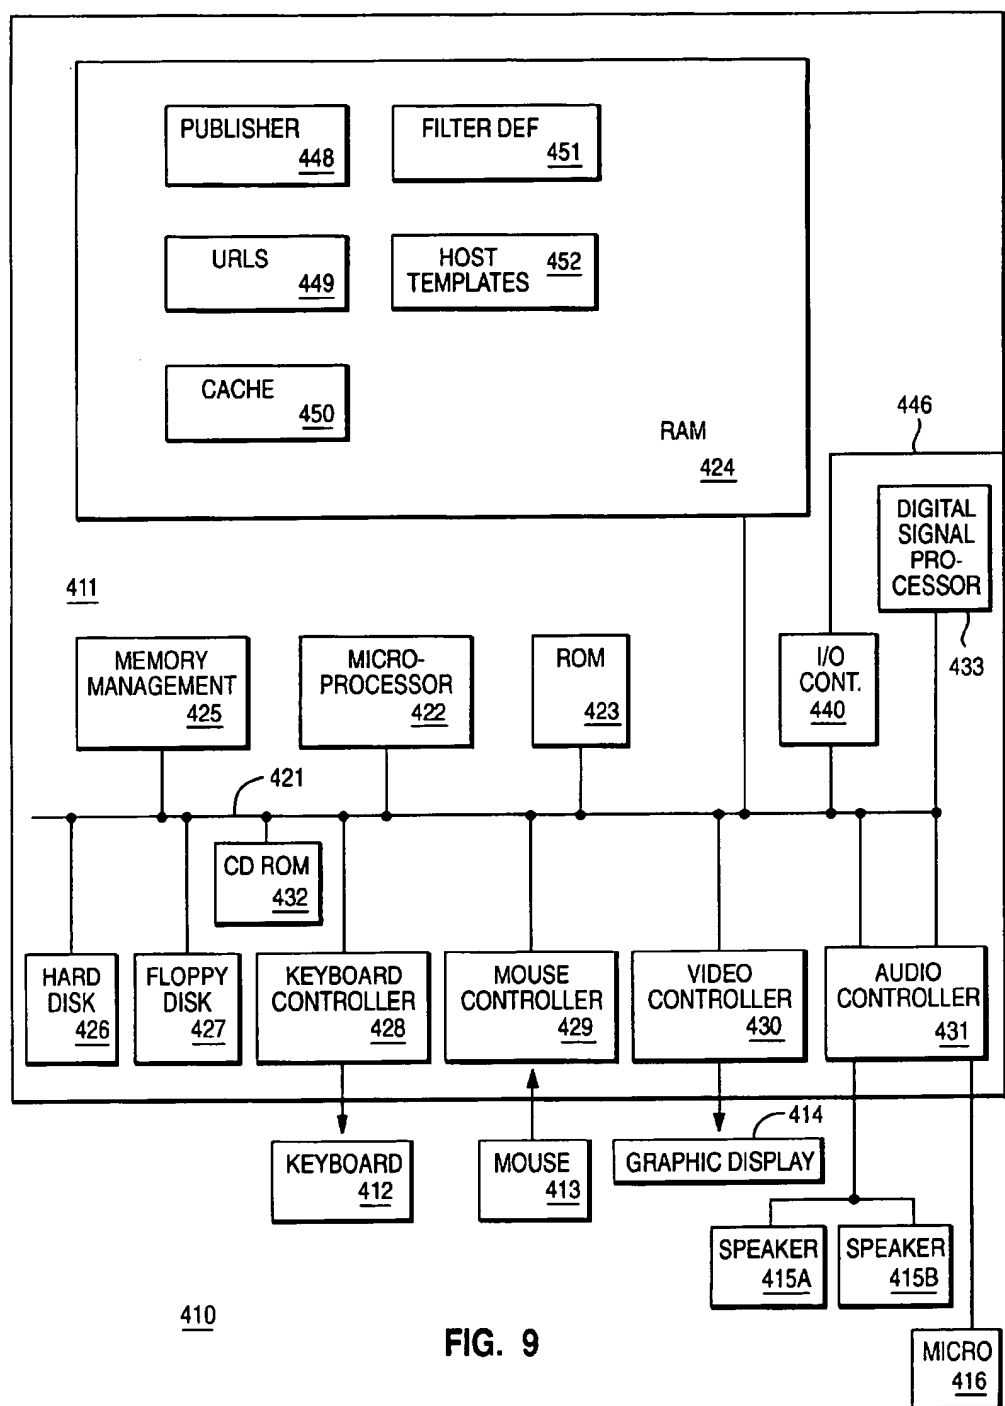 PUBLISHER
448
FILTER DEF
451
URLS
449
HOST
TEMPLATES
452
CACHE
450
RAM
424
446
DIGITAL
SIGNAL
PRO-
CESSOR
433
411
MEMORY
MANAGEMENT
425
MICRO-
PROCESSOR
422
ROM
423
I/O
CONT.
440
421
CD ROM
432
HARD
DISK
426
FLOPPY
DISK
427
KEYBOARD
CONTROLLER
428
MOUSE
CONTROLLER
429
VIDEO
CONTROLLER
430
AUDIO
CONTROLLER
431
KEYBOARD
412
MOUSE
413
414
GRAPHIC DISPLAY
SPEAKER
415A
SPEAKER
415B
410
FIG. 9
MICRO
416